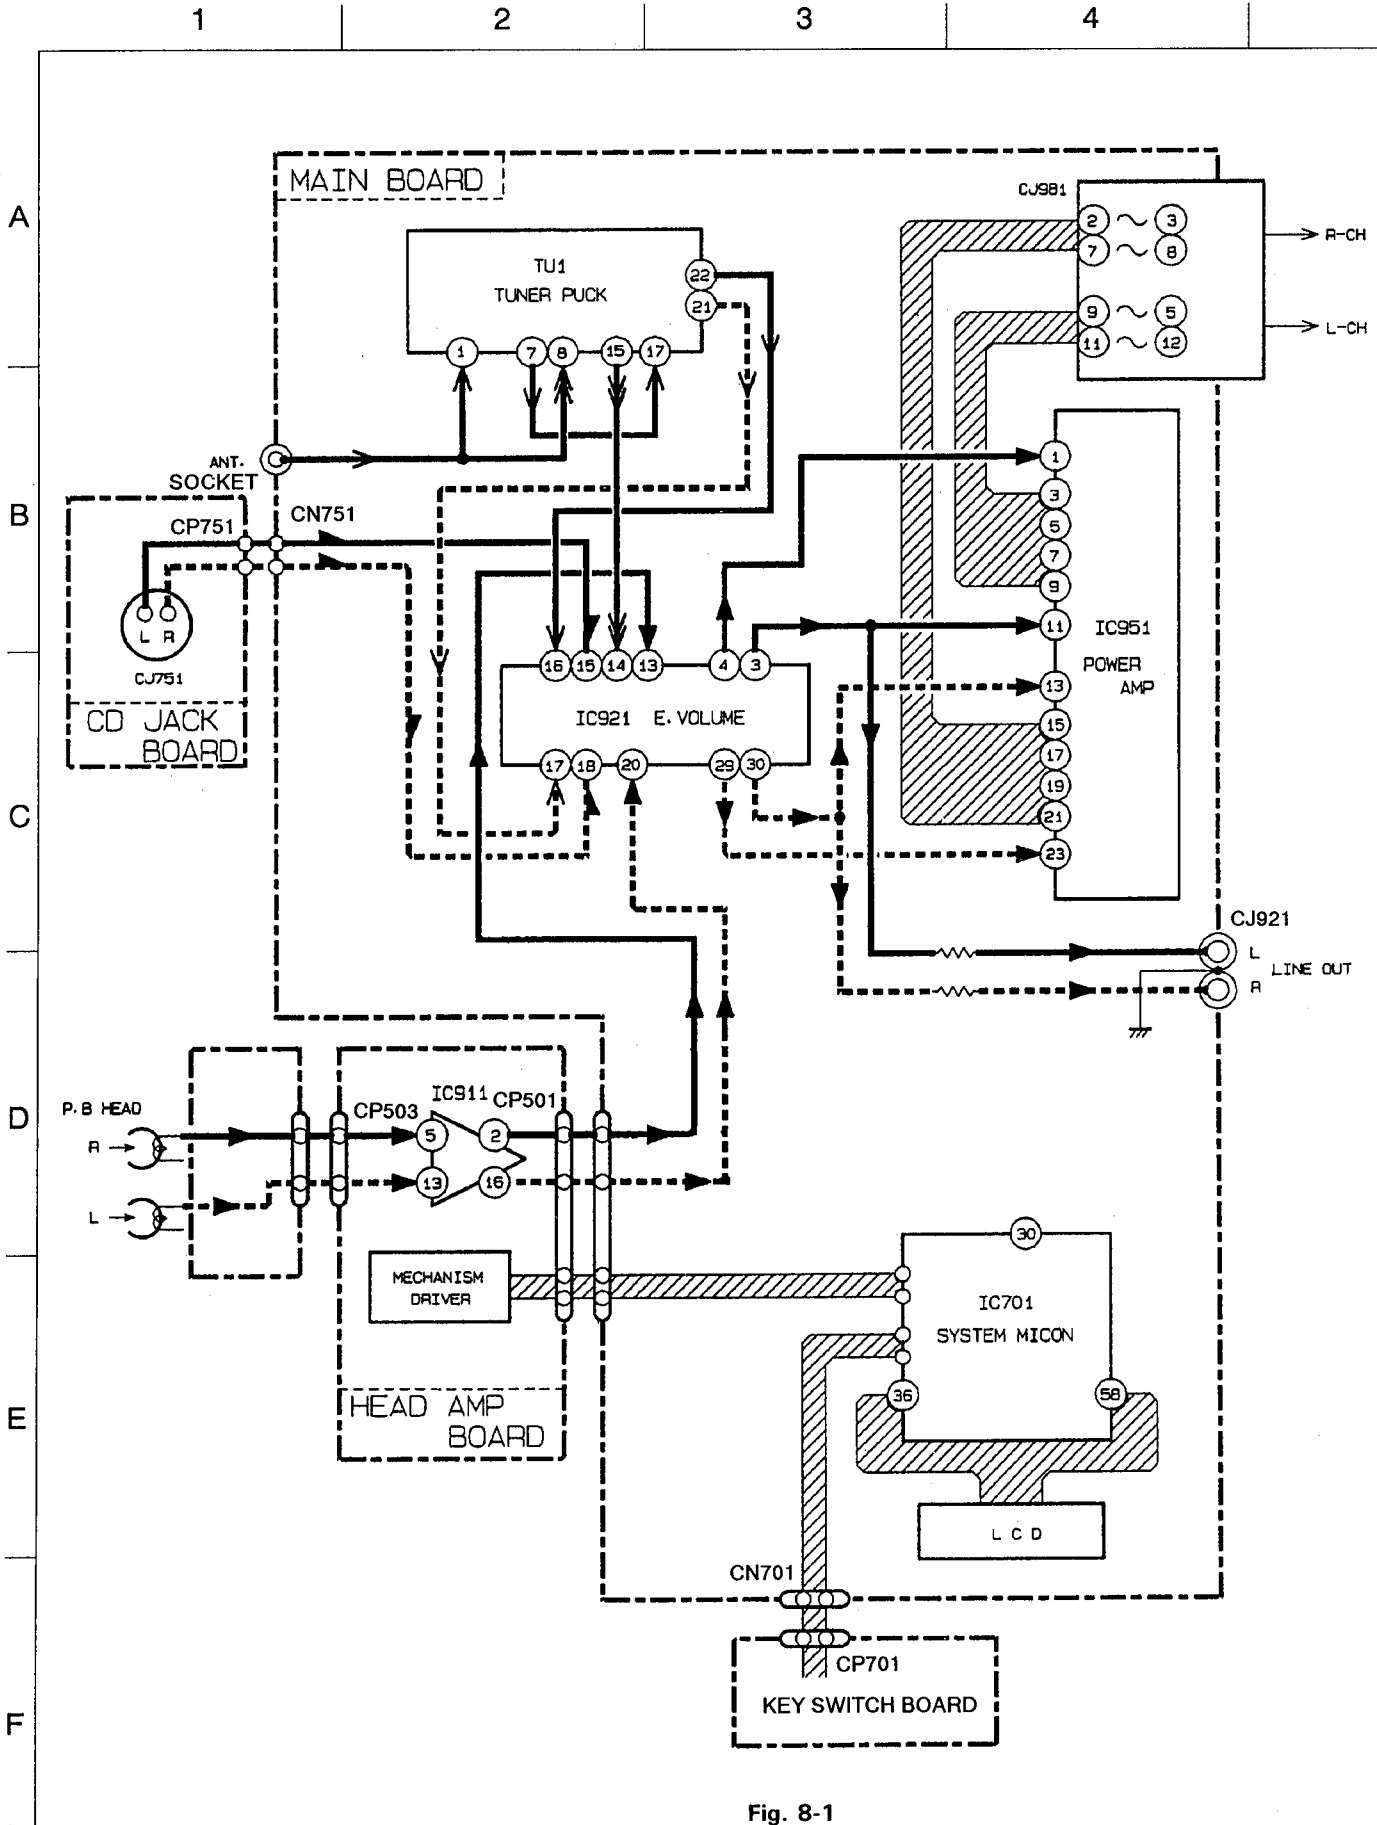 1 2 3 4
A
MAIN BOARD
CJ981
2 ~ 3
7 ~ 8
R-CH
9 ~ 5
11 ~ 12
L-CH
TU1
TUNER PUCK
22
21
1 7 8 15 17
B
ANT.
SOCKET
CP751 CN751
L R
CJ751
CD JACK
BOARD
1
3
5
7
9
11
13
15
17
19
21
23
IC951
POWER
AMP
16 15 14 13 4 3
IC921 E.VOLUME
17 18 20 29 30
C
CJ921
L
LINE OUT
R
D
P.B HEAD
R
L
CP503 IC911 CP501
5 2
13 16
MECHANISM
DRIVER
HEAD AMP
BOARD
30
IC701
SYSTEM MICON
36 58
E
LCD
CN701
CP701
KEY SWITCH BOARD
F
Fig. 8-1